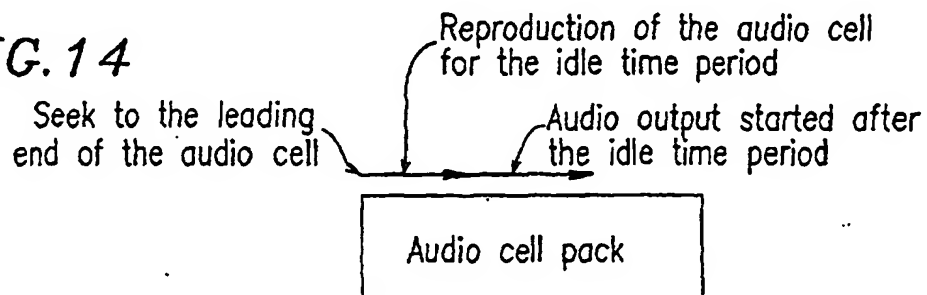 G. 14
Reproduction of the audio cell
for the idle time period
Seek to the leading
end of the audio cell
Audio output started after
the idle time period
Audio cell pack